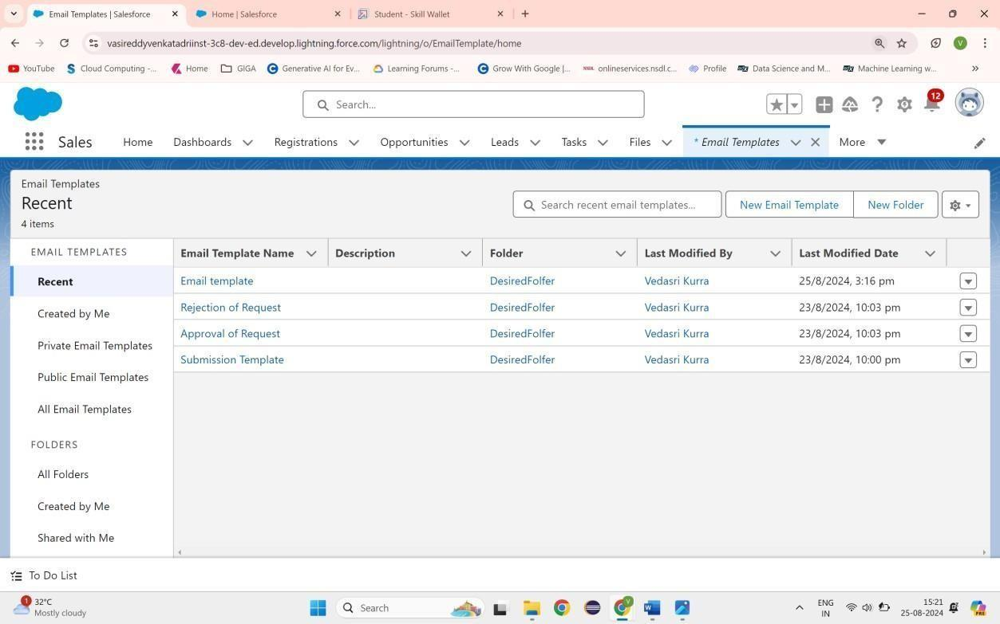 Email Templates | Salesforce
Home | Salesforce
Student - Skill Wallet
vasireddyvenkatadriinst-3c8-dev-ed.develop.lightning.force.com/lightning/o/EmailTemplate/home
V
YouTube
Cloud Computing -...
Home
GIGA
Generative AI for Ev...
Learning Forums -...
Grow With Google |...
onlineservices.nsdl.c...
Profile
Data Science and M...
Machine Learning w...
»
Search...
12
Sales
Home
Dashboards
Registrations
Opportunities
Leads
Tasks
Files
* Email Templates
More
Email Templates
Recent
4 items
Search recent email templates...
New Email Template
New Folder
EMAIL TEMPLATES
Recent
Created by Me
Private Email Templates
Public Email Templates
All Email Templates
FOLDERS
All Folders
Created by Me
Shared with Me
Email Template Name Description Folder Last Modified By Last Modified Date
Email template DesiredFolfer Vedasri Kurra 25/8/2024, 3:16 pm
Rejection of Request DesiredFolfer Vedasri Kurra 23/8/2024, 10:03 pm
Approval of Request DesiredFolfer Vedasri Kurra 23/8/2024, 10:03 pm
Submission Template DesiredFolfer Vedasri Kurra 23/8/2024, 10:00 pm
To Do List
1
32°C
Mostly cloudy
Search
V
ENG
IN
15:21
25-08-2024
PRE